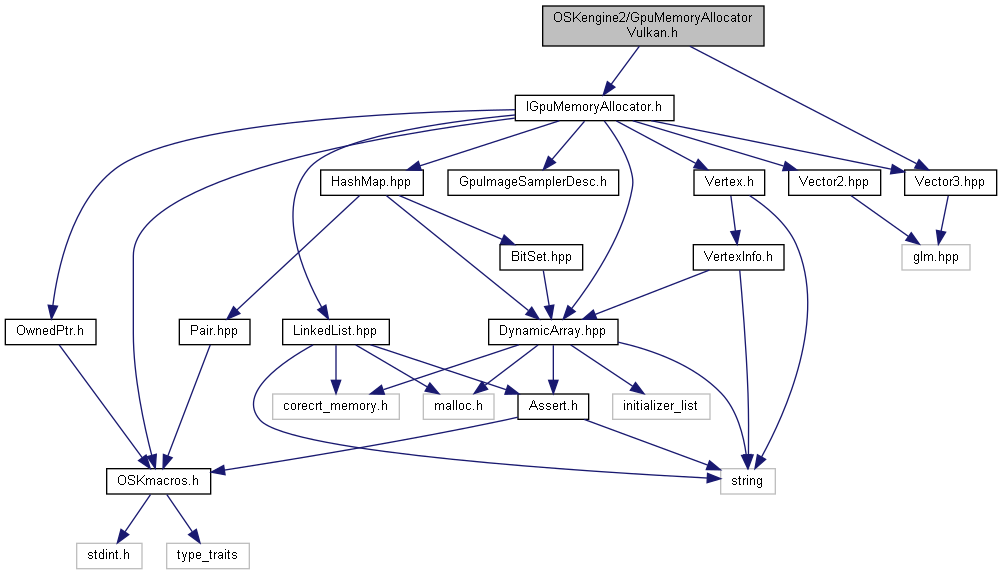 OSKengine2/GpuMemoryAllocator
Vulkan.h
IGpuMemoryAllocator.h
HashMap.hpp
GpuImageSamplerDesc.h
Vertex.h
Vector2.hpp
Vector3.hpp
BitSet.hpp
VertexInfo.h
glm.hpp
OwnedPtr.h
Pair.hpp
LinkedList.hpp
DynamicArray.hpp
corecrt_memory.h
malloc.h
Assert.h
initializer_list
OSKmacros.h
string
stdint.h
type_traits